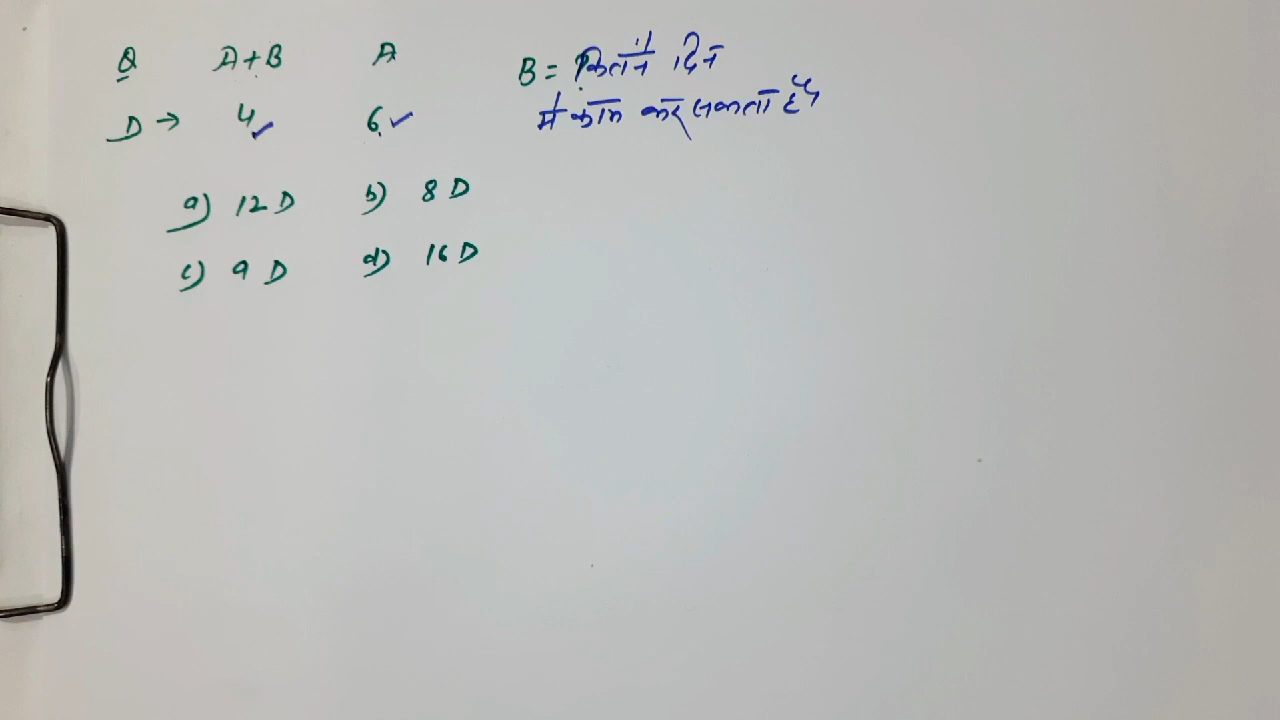 Q A+B A B = कितने दिन
D → 4 6 में काम कर सकता है
a) 12 D b) 8 D
c) 9 D d) 16 D